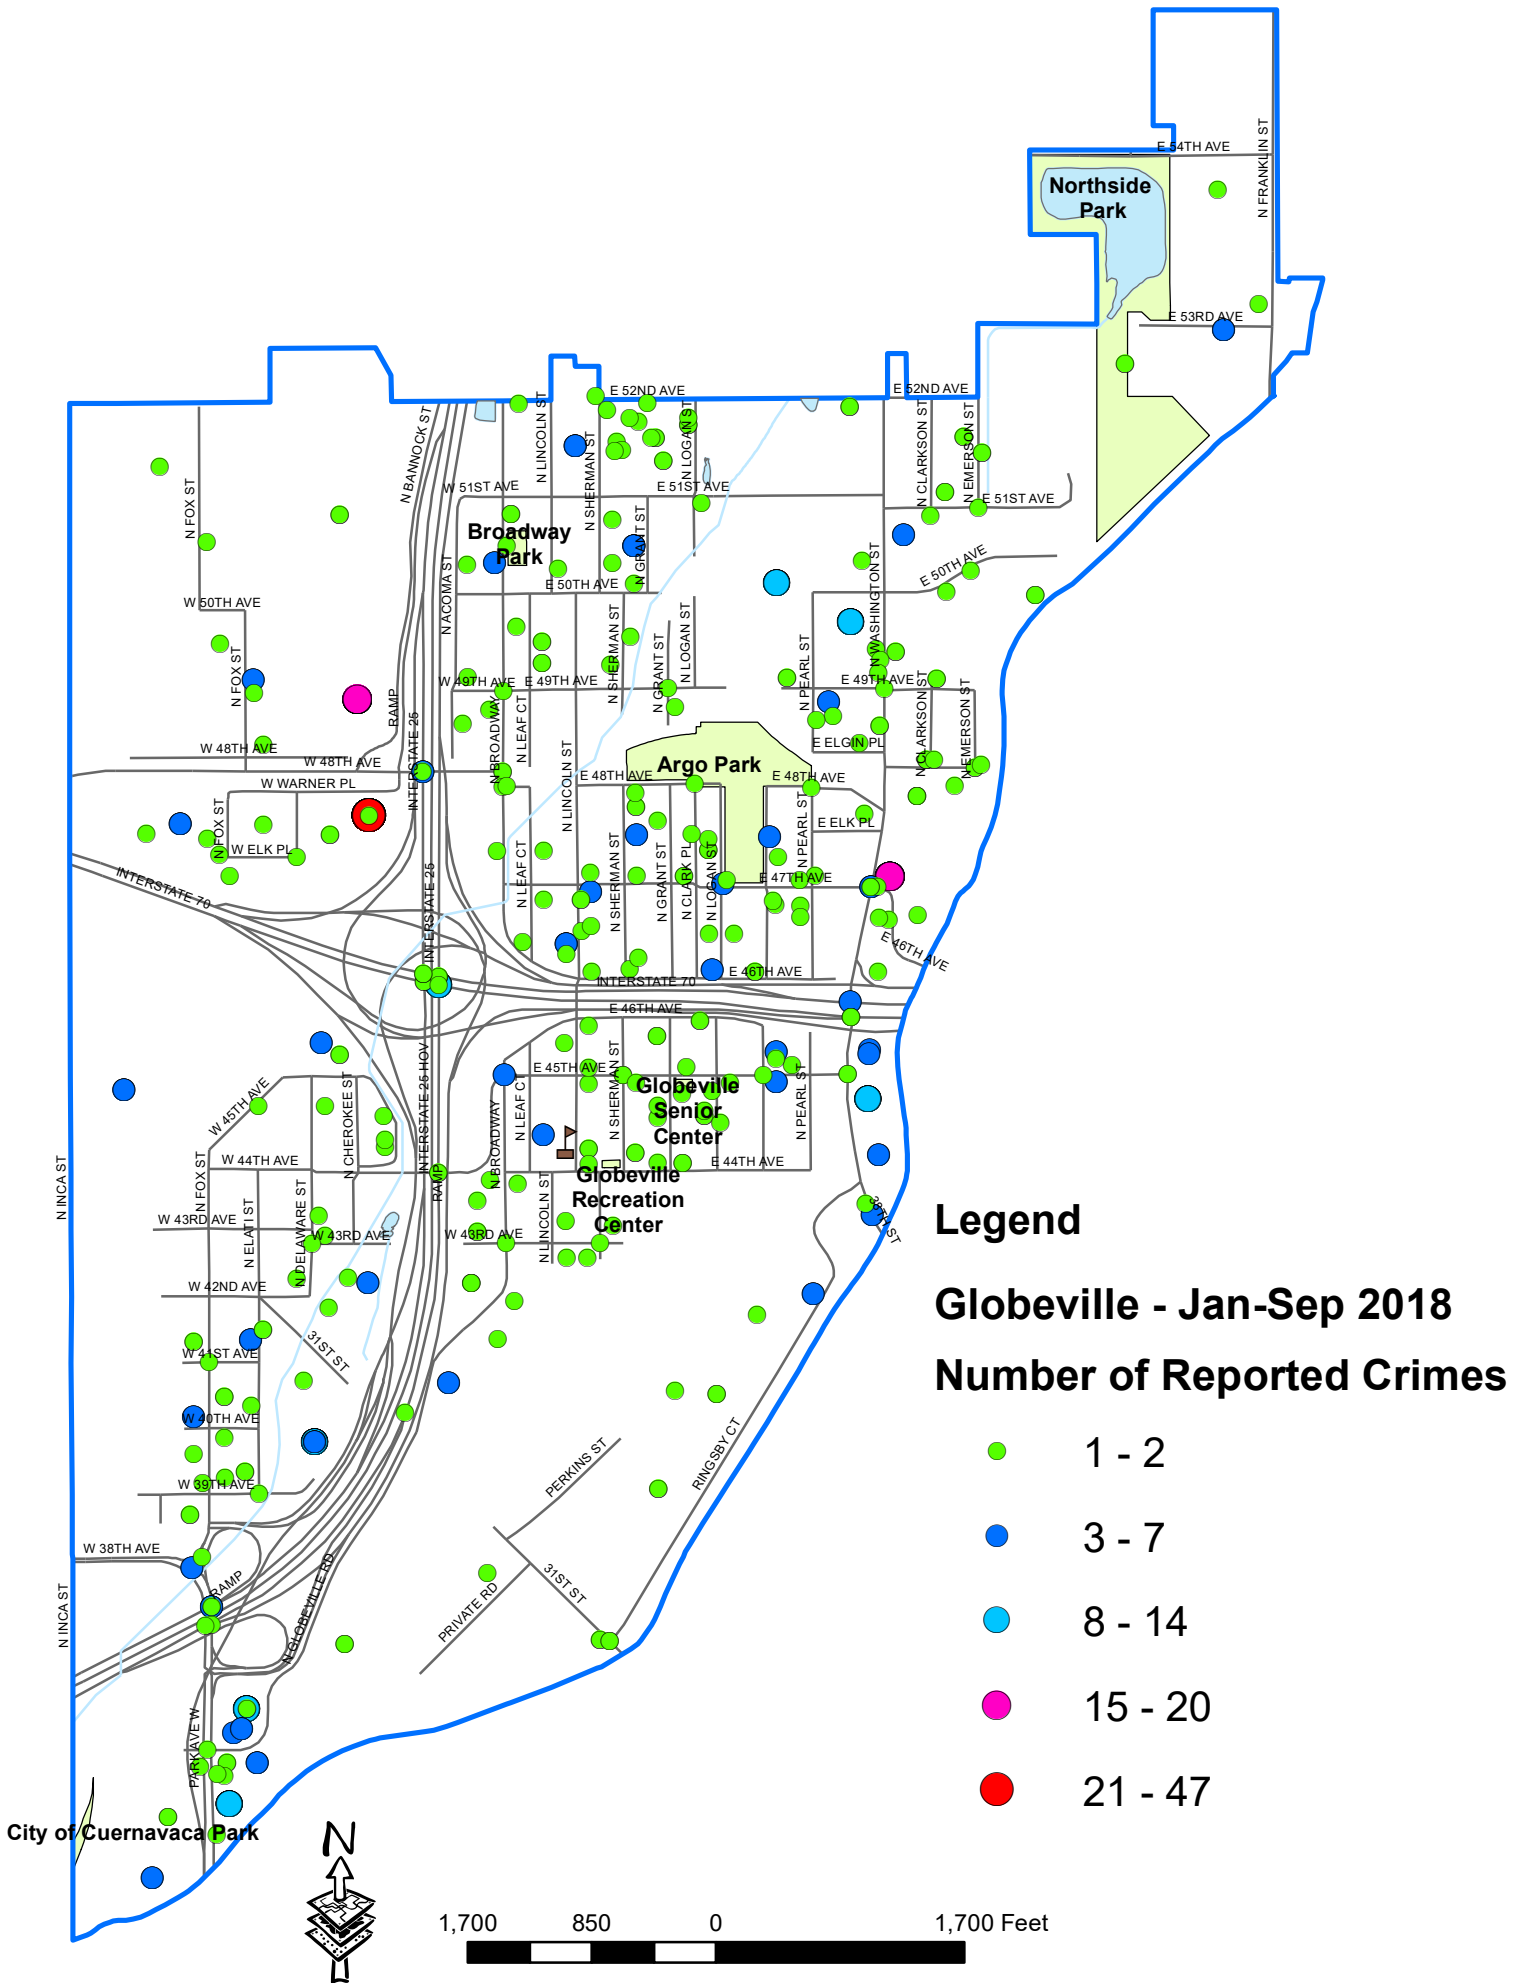 E 54TH AVE
N FRANKLIN ST
Northside
Park
E 53RD AVE
E 52ND AVE
E 52ND AVE
N BANNOCK ST
N LINCOLN ST
N SHERMAN ST
N LOGAN ST
N CLARKSON ST
N EMERSON ST
N FOX ST
W 51ST AVE
E 51ST AVE
E 51ST AVE
Broadway
Park
N GRANT ST
N ACOMA ST
E 50TH AVE
E 50TH AVE
N WASHINGTON ST
W 50TH AVE
N FOX ST
N SHERMAN ST
N GRANT ST
N LOGAN ST
N PEARL ST
W 49TH AVE
E 49TH AVE
E 49TH AVE
RAMP
INTERSTATE 25
N BROADWAY
N LEAF CT
N CLARKSON ST
N EMERSON ST
E ELGIN PL
W 48TH AVE
W 48TH AVE
Argo Park
E 48TH AVE
E 48TH AVE
N LINCOLN ST
W WARNER PL
N FOX ST
W ELK PL
E ELK PL
N PEARL ST
N LEAF CT
N SHERMAN ST
N GRANT ST
N CLARK PL
N LOGAN ST
E 47TH AVE
INTERSTATE 70
INTERSTATE 25
E 46TH AVE
E 46TH AVE
INTERSTATE 70
E 46TH AVE
E 45TH AVE
W 45TH AVE
N CHEROKEE ST
INTERSTATE 25 HOV
N LEAF CT
N SHERMAN ST
N PEARL ST
Globeville
Senior
Center
N BROADWAY
W 44TH AVE
E 44TH AVE
RAMP
N INCA ST
N FOX ST
N ELATI ST
N DELAWARE ST
N LINCOLN ST
Globeville
Recreation
Center
W 43RD AVE
W 43RD AVE
W 43RD AVE
38TH ST
W 42ND AVE
31ST ST
W 41ST AVE
W 40TH AVE
W 39TH AVE
PERKINS ST
RINGSBY CT
W 38TH AVE
RAMP
N GLOBEVILLE RD
31ST ST
PRIVATE RD
N INCA ST
PARK AVE W
City of Cuernavaca Park
Legend
Globeville - Jan-Sep 2018
Number of Reported Crimes
1 - 2
3 - 7
8 - 14
15 - 20
21 - 47
N
1,700 850 0 1,700 Feet